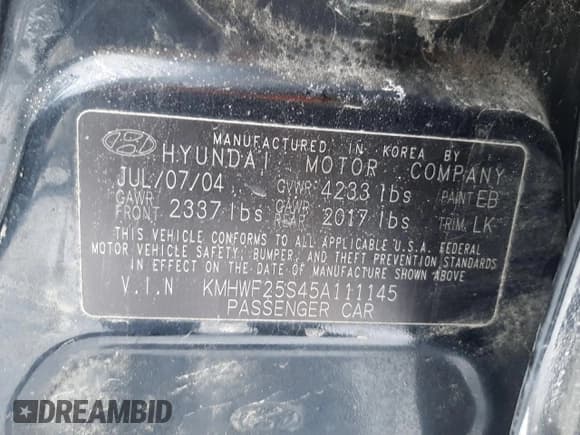 MANUFACTURED IN KOREA BY
HYUNDAI MOTOR COMPANY
JUL/07/04 GVWR 4233 lbs PAINT EB
GAWR FRONT 2337 lbs GAWR REAR 2017 lbs TRIM LK
THIS VEHICLE CONFORMS TO ALL APPLICABLE U.S.A. FEDERAL
MOTOR VEHICLE SAFETY, BUMPER, AND THEFT PREVENTION STANDARDS
IN EFFECT ON THE DATE OF MANUFACTURE SHOWN ABOVE
V.I.N KMHWF25S45A111145
PASSENGER CAR
DREAMBID